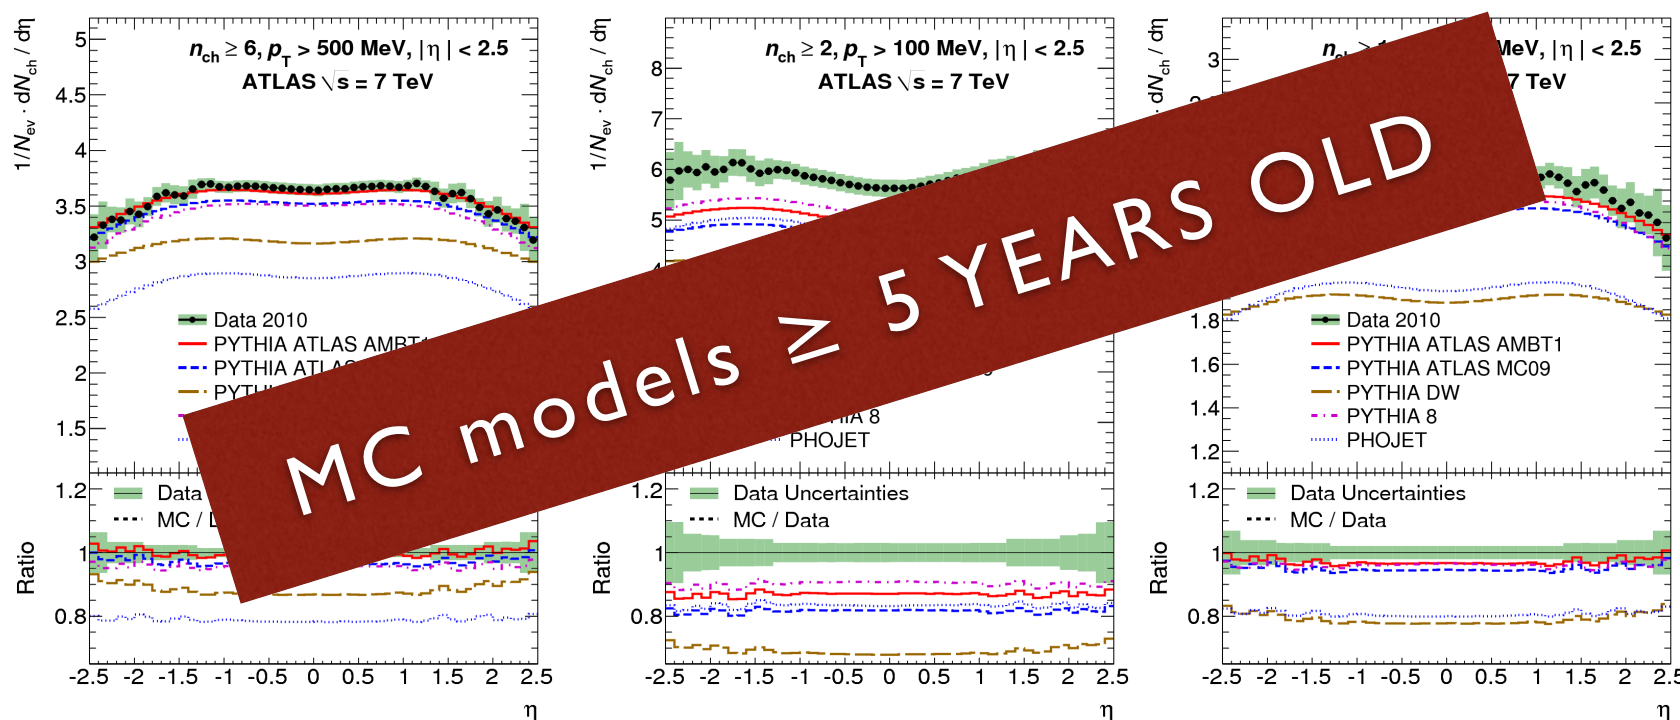 1/N_ev · dN_ch / dη
n_ch ≥ 6, p_T > 500 MeV, | η | < 2.5
ATLAS √s = 7 TeV
5
4.5
4
3.5
3
2.5
2
1.5
Data 2010
PYTHIA ATLAS AMBT1
PYTHIA ATLAS
Ratio
1.2
1
0.8
Data
MC /
-2.5 -2 -1.5 -1 -0.5 0 0.5 1 1.5 2 2.5
η
1/N_ev · dN_ch / dη
n_ch ≥ 2, p_T > 100 MeV, | η | < 2.5
ATLAS √s = 7 TeV
8
7
6
5
4
8
PHOJET
Ratio
1.2
1
0.8
Data Uncertainties
MC / Data
-2.5 -2 -1.5 -1 -0.5 0 0.5 1 1.5 2 2.5
η
dN_ch / dη
n_ch MeV, | η | < 2.5
7 TeV
3
1.8
1.6
1.4
1.2
Data 2010
PYTHIA ATLAS AMBT1
PYTHIA ATLAS MC09
PYTHIA DW
PYTHIA 8
PHOJET
Ratio
1.2
1
0.8
Data Uncertainties
MC / Data
-2.5 -2 -1.5 -1 -0.5 0 0.5 1 1.5 2 2.5
η
MC models ≥ 5 YEARS OLD